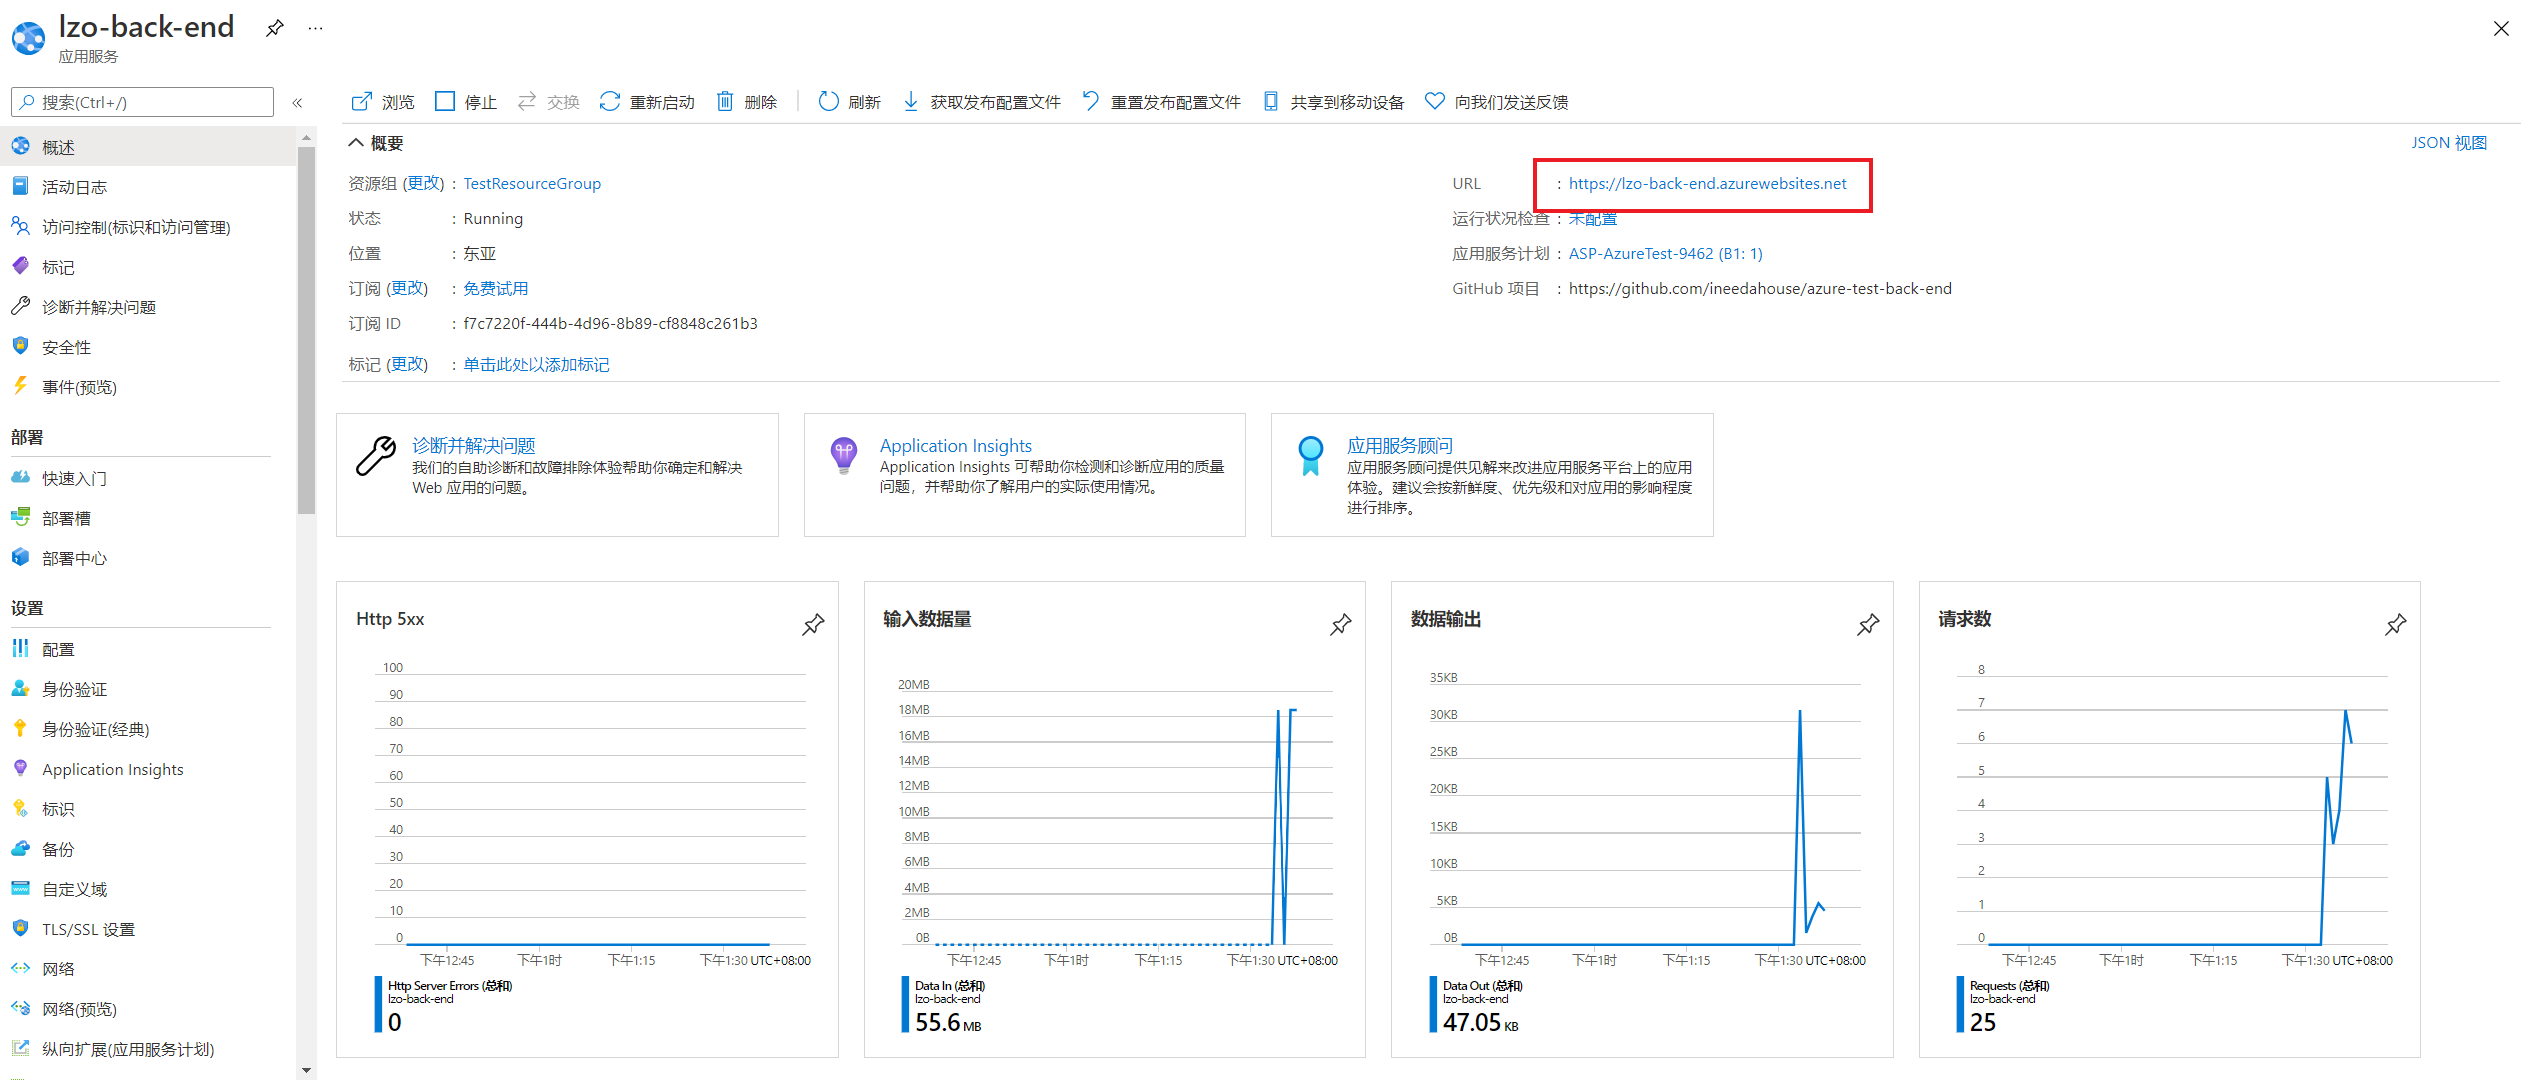 lzo-back-end
应用服务
搜索(Ctrl+/)
«
概述
活动日志
访问控制(标识和访问管理)
标记
诊断并解决问题
安全性
事件(预览)
部署
快速入门
部署槽
部署中心
设置
配置
身份验证
身份验证(经典)
Application Insights
标识
备份
自定义域
TLS/SSL 设置
网络
网络(预览)
纵向扩展(应用服务计划)
浏览 停止 交换 重新启动 删除 刷新 获取发布配置文件 重置发布配置文件 共享到移动设备 向我们发送反馈
概要
JSON 视图
资源组 (更改) : TestResourceGroup
状态 : Running
位置 : 东亚
订阅 (更改) : 免费试用
订阅 ID : f7c7220f-444b-4d96-8b89-cf8848c261b3
标记 (更改) : 单击此处以添加标记
URL : https://lzo-back-end.azurewebsites.net
运行状况检查 : 未配置
应用服务计划 : ASP-AzureTest-9462 (B1: 1)
GitHub 项目 : https://github.com/ineedahouse/azure-test-back-end
诊断并解决问题
我们的自助诊断和故障排除体验帮助你确定和解决
Web 应用的问题。
Application Insights
Application Insights 可帮助你检测和诊断应用的质量
问题，并帮助你了解用户的实际使用情况。
应用服务顾问
应用服务顾问提供见解来改进应用服务平台上的应用
体验。建议会按新鲜度、优先级和对应用的影响程度
进行排序。
Http 5xx
100
90
80
70
60
50
40
30
20
10
0
下午12:45 下午1时 下午1:15 下午1:30 UTC+08:00
Http Server Errors (总和)
lzo-back-end
0
输入数据量
20MB
18MB
16MB
14MB
12MB
10MB
8MB
6MB
4MB
2MB
0B
下午12:45 下午1时 下午1:15 下午1:30 UTC+08:00
Data In (总和)
lzo-back-end
55.6 MB
数据输出
35KB
30KB
25KB
20KB
15KB
10KB
5KB
0B
下午12:45 下午1时 下午1:15 下午1:30 UTC+08:00
Data Out (总和)
lzo-back-end
47.05 KB
请求数
8
7
6
5
4
3
2
1
0
下午12:45 下午1时 下午1:15 下午1:30 UTC+08:00
Requests (总和)
lzo-back-end
25